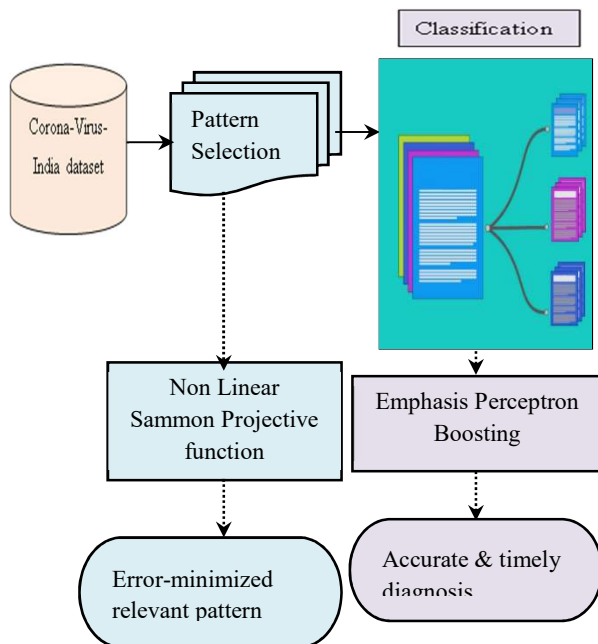 Classification
Corona-Virus-
India dataset
Pattern
Selection
Non Linear
Sammon Projective
function
Emphasis Perceptron
Boosting
Error-minimized
relevant pattern
Accurate & timely
diagnosis